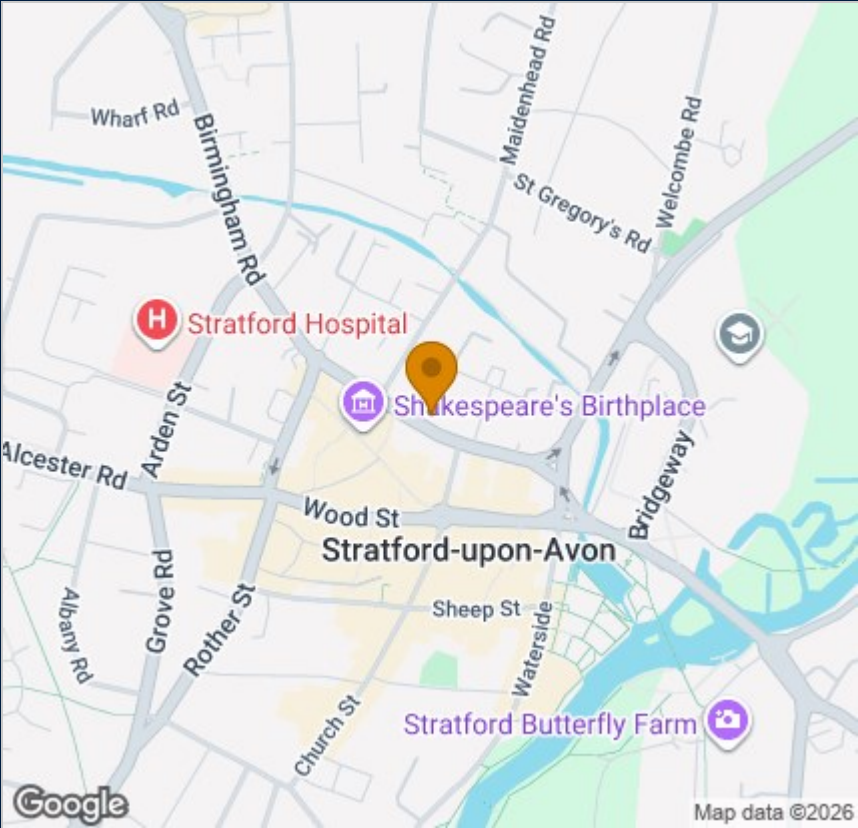 Maidenhead Rd
Wharf Rd
Birmingham Rd
Welcombe Rd
St Gregory's Rd
H
Stratford Hospital
Shakespeare's Birthplace
Arden St
Alcester Rd
Bridgeway
Wood St
Stratford-upon-Avon
Grove Rd
Albany Rd
Rother St
Sheep St
Waterside
Church St
Stratford Butterfly Farm
Google
Map data ©2026